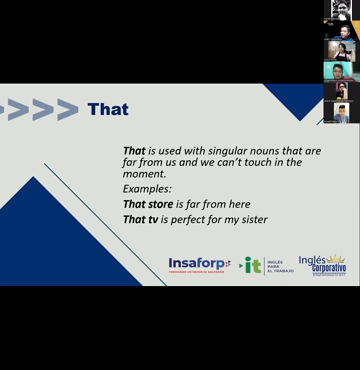 That
That is used with singular nouns that are
far from us and we can't touch in the
moment.
Examples:
That store is far from here
That tv is perfect for my sister
Insaforp
it
INGLÉS
PARA
EL TRABAJO
Inglés
Corporativo